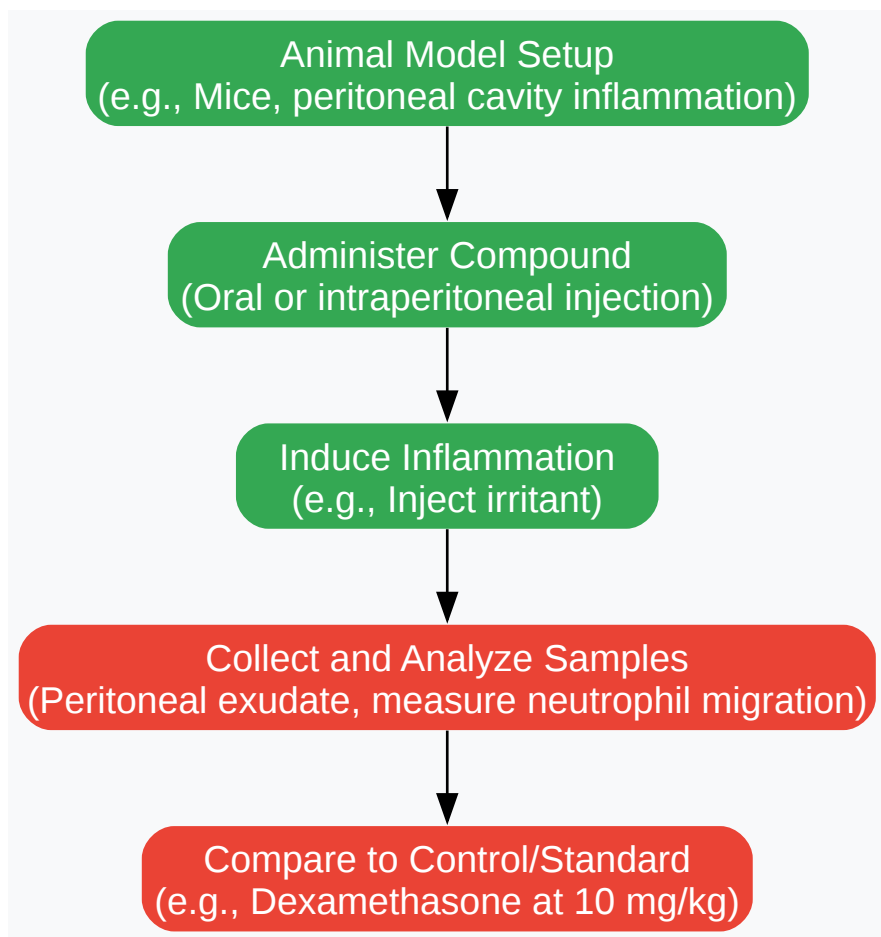 Animal Model Setup
(e.g., Mice, peritoneal cavity inflammation)
Administer Compound
(Oral or intraperitoneal injection)
Induce Inflammation
(e.g., Inject irritant)
Collect and Analyze Samples
(Peritoneal exudate, measure neutrophil migration)
Compare to Control/Standard
(e.g., Dexamethasone at 10 mg/kg)